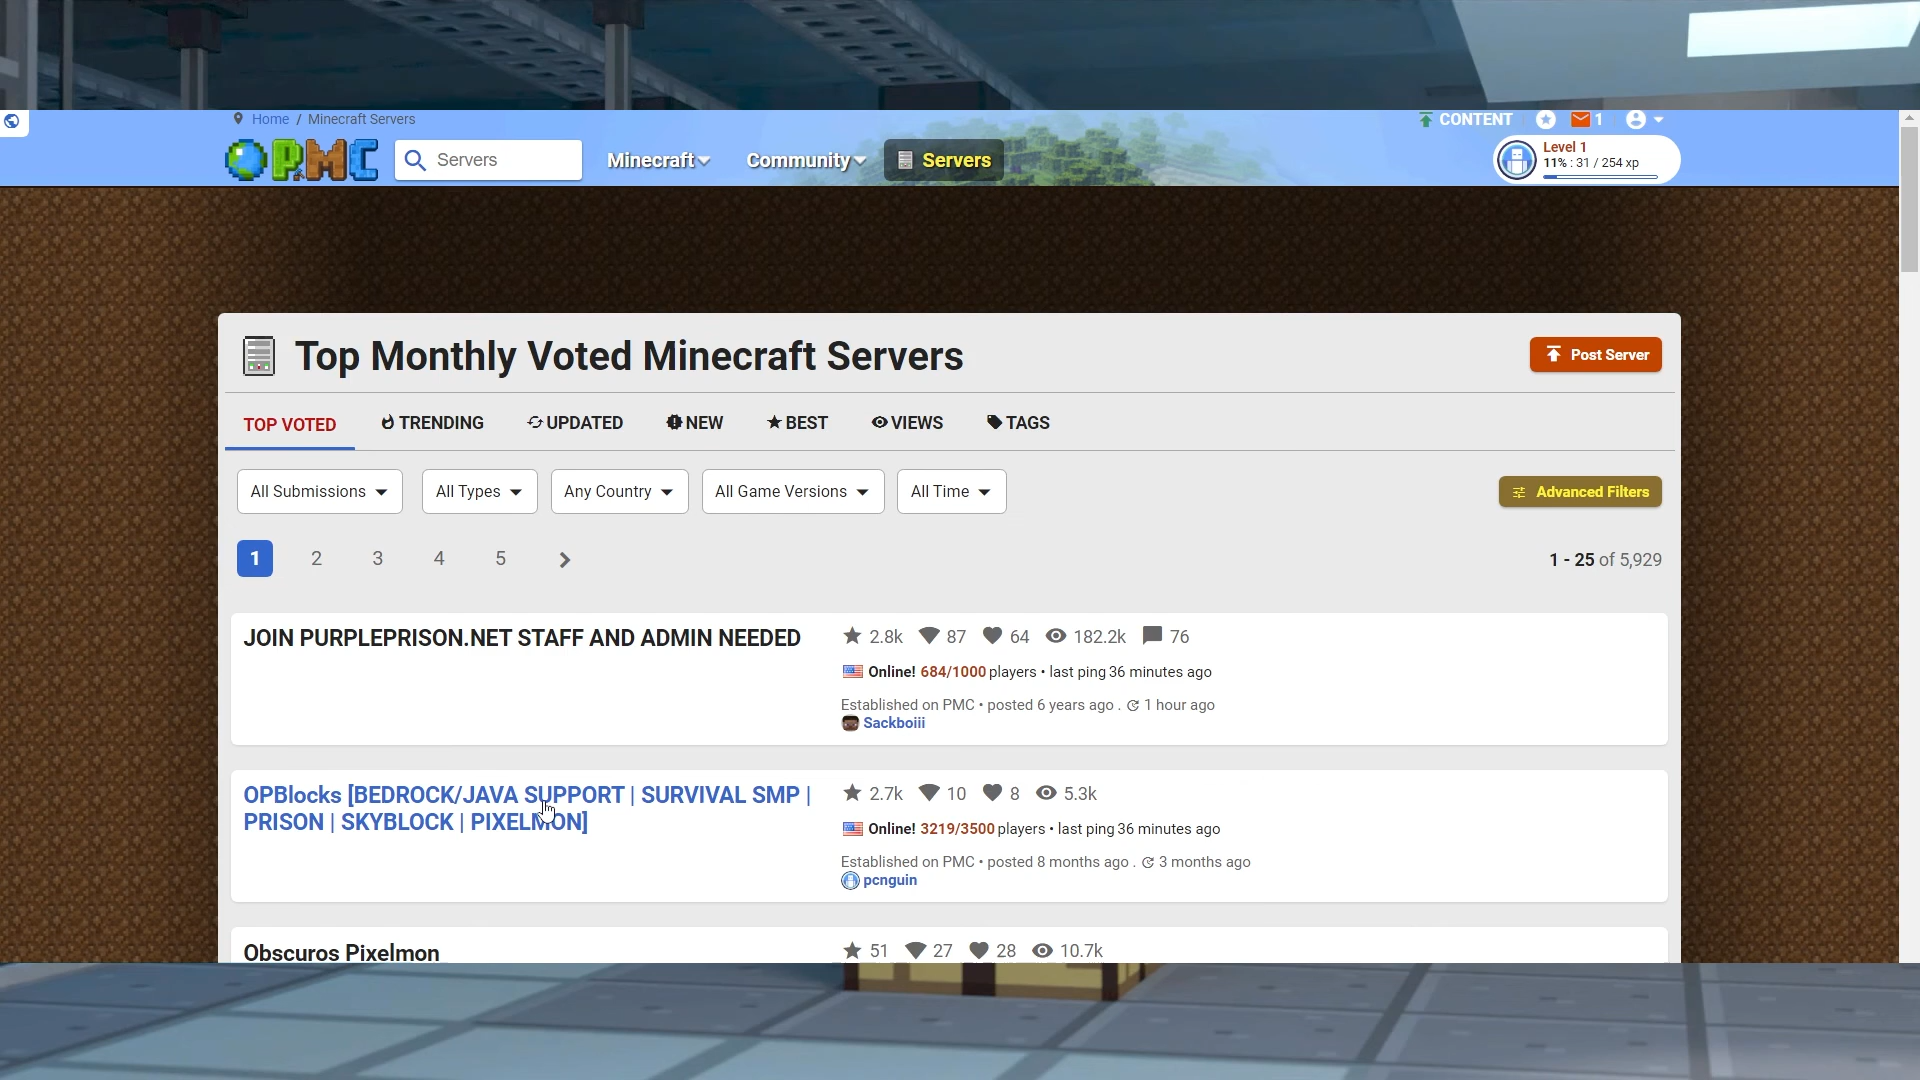 Home / Minecraft Servers
CONTENT 1
PMC Servers Minecraft Community Servers
Level 1
11% : 31 / 254 xp
Top Monthly Voted Minecraft Servers
Post Server
TOP VOTED TRENDING UPDATED NEW BEST VIEWS TAGS
All Submissions All Types Any Country All Game Versions All Time Advanced Filters
1 2 3 4 5
1 - 25 of 5,929
JOIN PURPLEPRISON.NET STAFF AND ADMIN NEEDED
2.8k 87 64 182.2k 76
Online! 684/1000 players • last ping 36 minutes ago
Established on PMC • posted 6 years ago . 1 hour ago
Sackboiii
OPBlocks [BEDROCK/JAVA SUPPORT | SURVIVAL SMP |
PRISON | SKYBLOCK | PIXELMON]
2.7k 10 8 5.3k
Online! 3219/3500 players • last ping 36 minutes ago
Established on PMC • posted 8 months ago . 3 months ago
pcnguin
Obscuros Pixelmon
51 27 28 10.7k